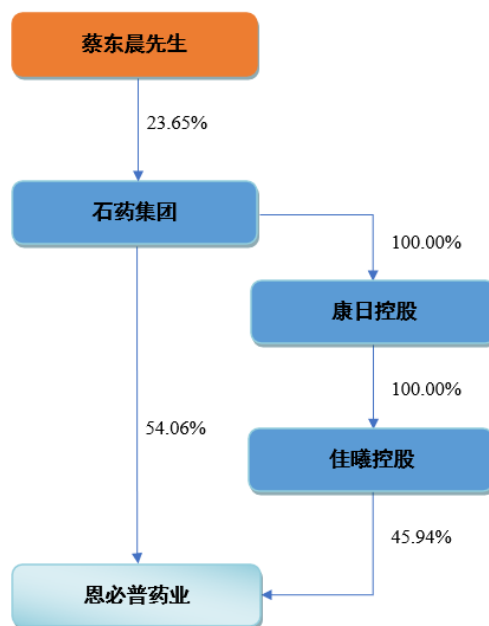 蔡东晨先生
23.65%
石药集团
100.00%
康日控股
100.00%
54.06%
佳曦控股
45.94%
恩必普药业